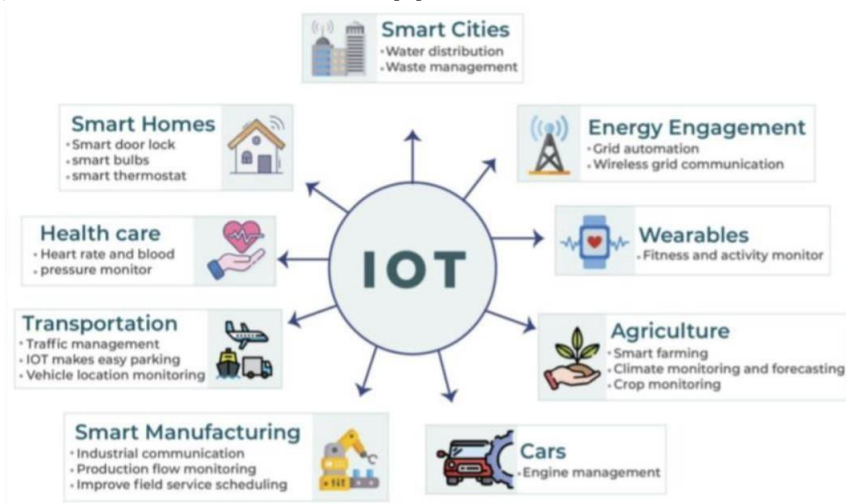 Smart Cities
• Water distribution
• Waste management
Smart Homes
• Smart door lock
• smart bulbs
• smart thermostat
Energy Engagement
• Grid automation
• Wireless grid communication
Health care
• Heart rate and blood
• pressure monitor
IOT
Wearables
• Fitness and activity monitor
Transportation
• Traffic management
• IOT makes easy parking
• Vehicle location monitoring
Agriculture
• Smart farming
• Climate monitoring and forecasting
• Crop monitoring
Smart Manufacturing
• Industrial communication
• Production flow monitoring
• Improve field service scheduling
Cars
• Engine management